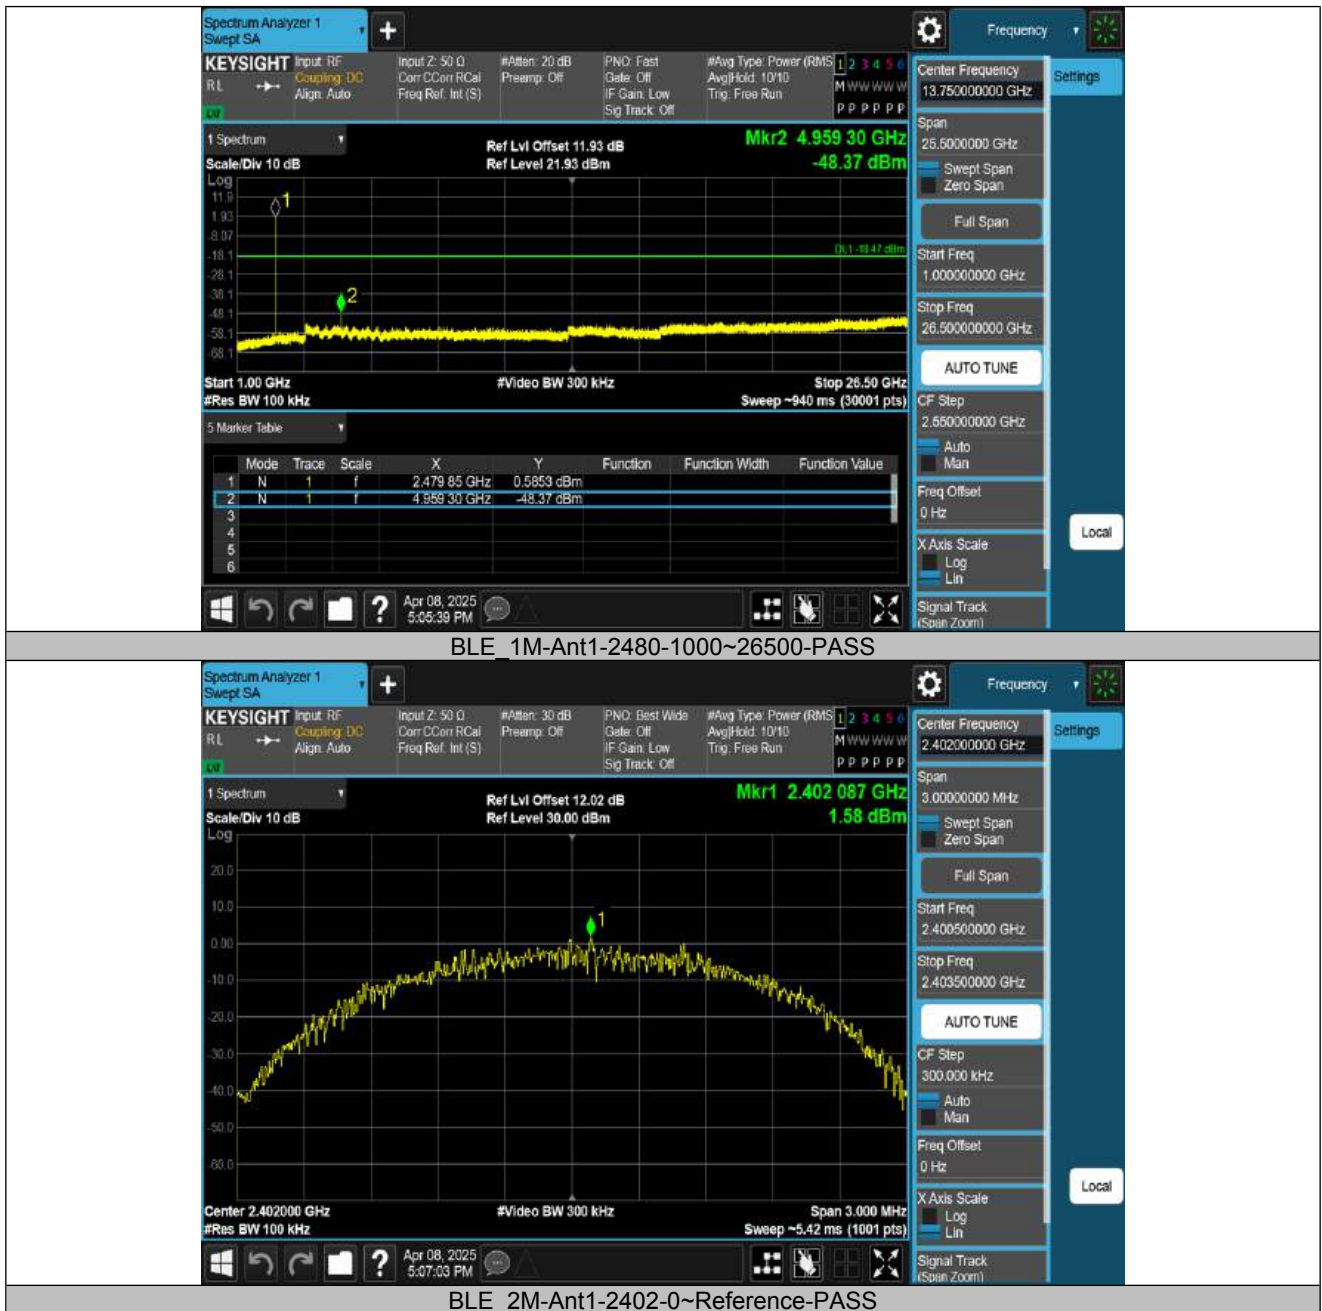 Spectrum Analyzer 1
Swept SA
Frequency
KEYSIGHT
RL
LXI
Input: RF
Coupling: DC
Align: Auto
Input Z: 50 Ω
Corr CCorr RCal
Freq Ref: Int (S)
#Atten: 20 dB
Preamp: Off
PNO: Fast
Gate: Off
IF Gain: Low
Sig Track: Off
#Avg Type: Power (RMS
Avg|Hold: 10/10
Trig: Free Run
1 2 3 4 5 6
M W W W W W
P P P P P P
1 Spectrum
Scale/Div 10 dB
Ref Lvl Offset 11.93 dB
Ref Level 21.93 dBm
Mkr2 4.959 30 GHz
-48.37 dBm
Log
11.9
1.93
-8.07
-18.1
-28.1
-38.1
-48.1
-58.1
-68.1
1
2
DL1 -18.47 dBm
Start 1.00 GHz
#Video BW 300 kHz
Stop 26.50 GHz
#Res BW 100 kHz
Sweep ~940 ms (30001 pts)
5 Marker Table
Mode Trace Scale X Y Function Function Width Function Value
1 N 1 f 2.479 85 GHz 0.5853 dBm
2 N 1 f 4.959 30 GHz -48.37 dBm
3
4
5
6
Apr 08, 2025
5:05:39 PM
Center Frequency
13.750000000 GHz
Settings
Span
25.5000000 GHz
Swept Span
Zero Span
Full Span
Start Freq
1.000000000 GHz
Stop Freq
26.500000000 GHz
AUTO TUNE
CF Step
2.550000000 GHz
Auto
Man
Freq Offset
0 Hz
Local
X Axis Scale
Log
Lin
Signal Track
(Span Zoom)
BLE_1M-Ant1-2480-1000~26500-PASS
Spectrum Analyzer 1
Swept SA
Frequency
KEYSIGHT
RL
LXI
Input: RF
Coupling: DC
Align: Auto
Input Z: 50 Ω
Corr CCorr RCal
Freq Ref: Int (S)
#Atten: 30 dB
Preamp: Off
PNO: Best Wide
Gate: Off
IF Gain: Low
Sig Track: Off
#Avg Type: Power (RMS
Avg|Hold: 10/10
Trig: Free Run
1 2 3 4 5 6
M W W W W W
P P P P P P
1 Spectrum
Scale/Div 10 dB
Ref Lvl Offset 12.02 dB
Ref Level 30.00 dBm
Mkr1 2.402 087 GHz
1.58 dBm
Log
20.0
10.0
0.00
-10.0
-20.0
-30.0
-40.0
-50.0
-60.0
1
Center 2.402000 GHz
#Video BW 300 kHz
Span 3.000 MHz
#Res BW 100 kHz
Sweep ~5.42 ms (1001 pts)
Apr 08, 2025
5:07:03 PM
Center Frequency
2.402000000 GHz
Settings
Span
3.00000000 MHz
Swept Span
Zero Span
Full Span
Start Freq
2.400500000 GHz
Stop Freq
2.403500000 GHz
AUTO TUNE
CF Step
300.000 kHz
Auto
Man
Freq Offset
0 Hz
Local
X Axis Scale
Log
Lin
Signal Track
(Span Zoom)
BLE_2M-Ant1-2402-0~Reference-PASS